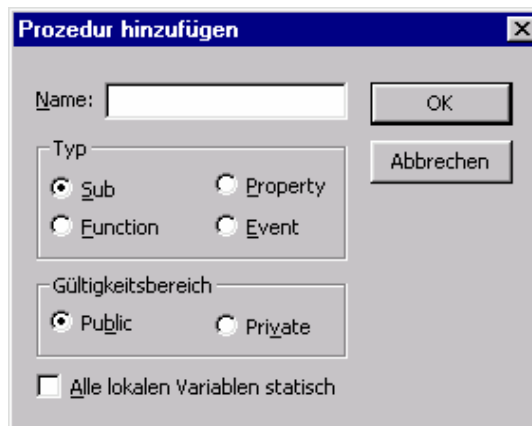 Prozedur hinzufügen
Name:
OK
Typ
Abbrechen
Sub
Property
Function
Event
Gültigkeitsbereich
Public
Private
Alle lokalen Variablen statisch